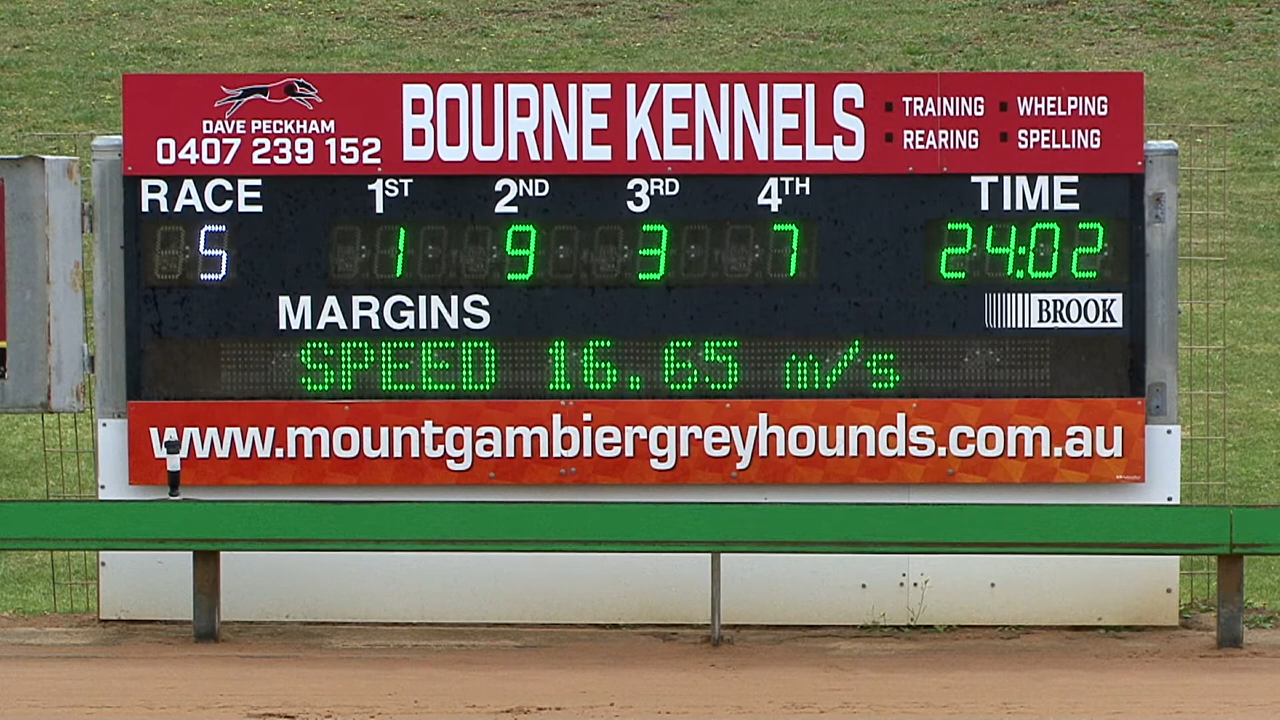 BOURNE KENNELS
DAVE PECKHAM
0407 239 152
TRAINING WHELPING
REARING SPELLING
RACE 1ST 2ND 3RD 4TH TIME
5 1 9 3 7 24:02
MARGINS
BROOK
SPEED 16.65 m/s
www.mountgambiergreyhounds.com.au